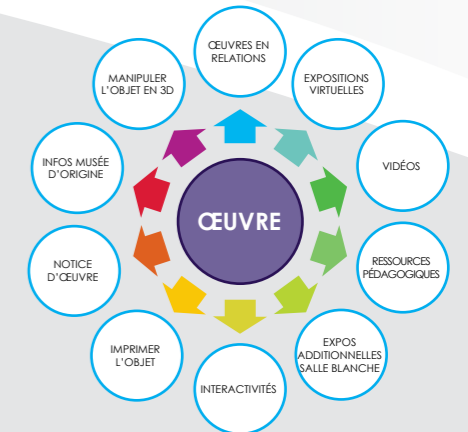 ŒUVRES EN
RELATIONS
EXPOSITIONS
VIRTUELLES
VIDÉOS
RESSOURCES
PÉDAGOGIQUES
EXPOS
ADDITIONNELLES
SALLE BLANCHE
INTERACTIVITÉS
IMPRIMER
L'OBJET
NOTICE
D'ŒUVRE
INFOS MUSÉE
D'ORIGINE
MANIPULER
L'OBJET EN 3D
ŒUVRE